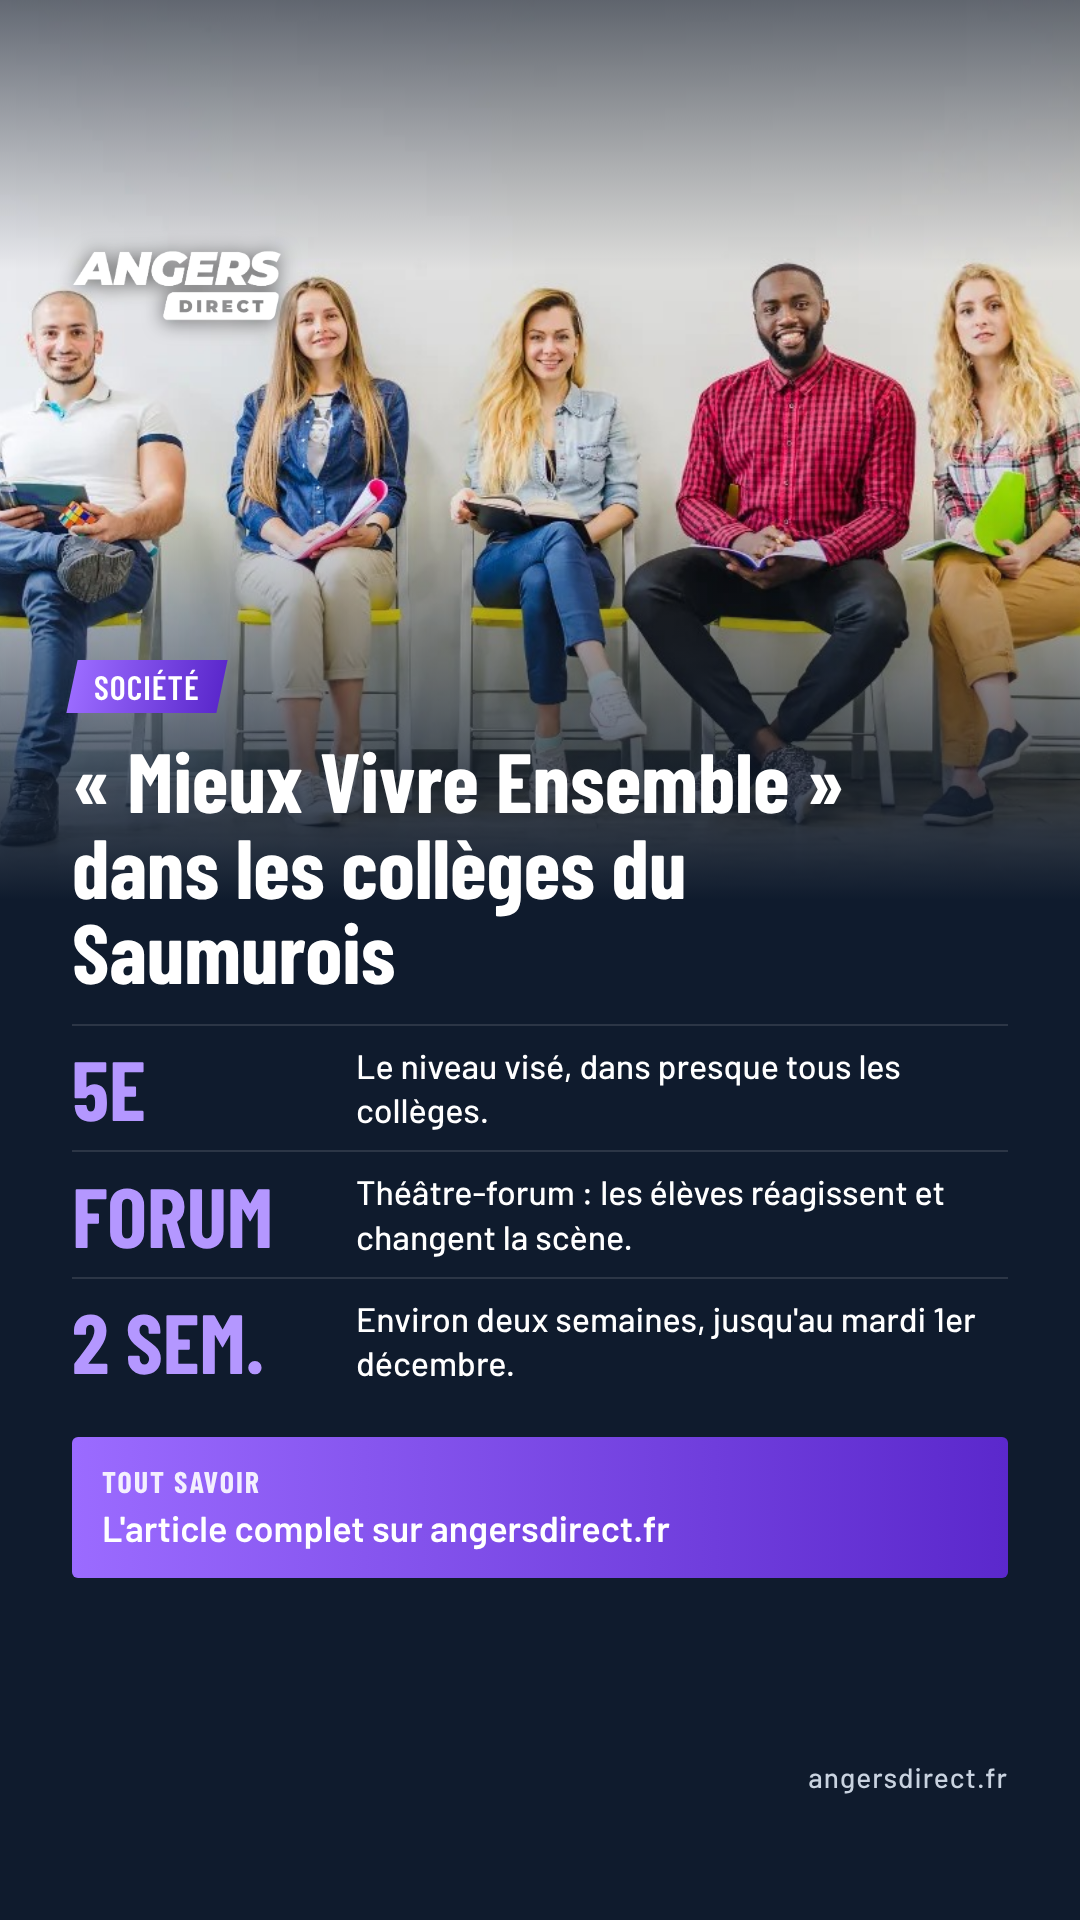 ANGERS
DIRECT
SOCIÉTÉ
« Mieux Vivre Ensemble »
dans les collèges du
Saumurois
5E
Le niveau visé, dans presque tous les
collèges.
FORUM
Théâtre-forum : les élèves réagissent et
changent la scène.
2 SEM.
Environ deux semaines, jusqu'au mardi 1er
décembre.
TOUT SAVOIR
L'article complet sur angersdirect.fr
angersdirect.fr